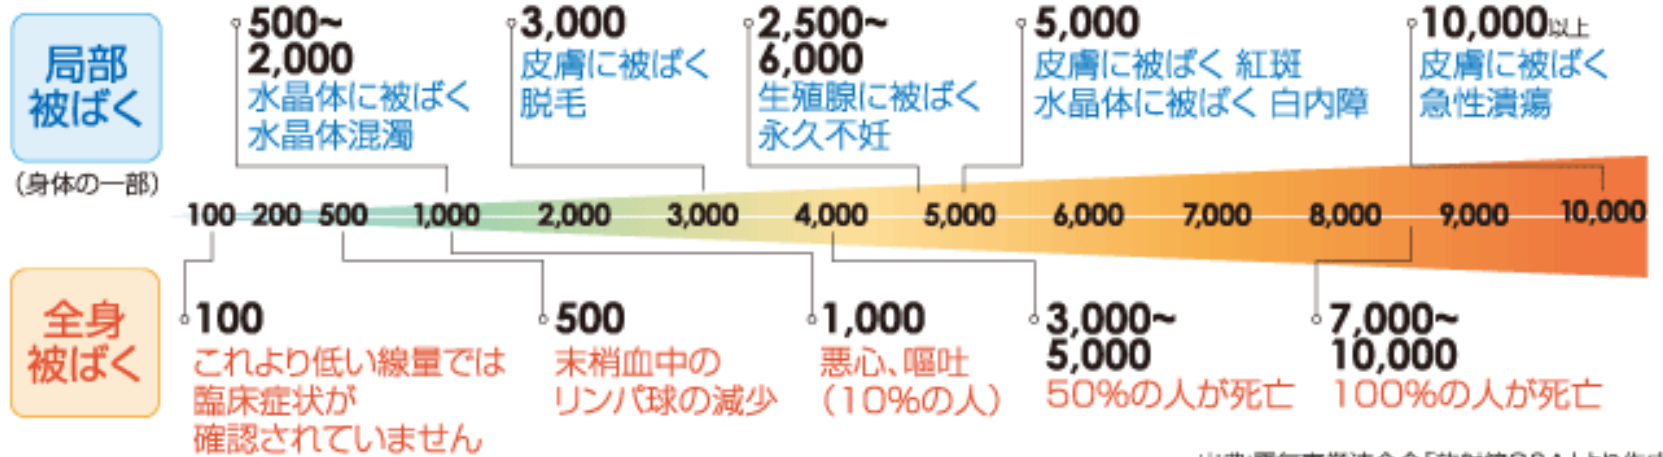 局部
被ばく
（身体の一部）
500~
2,000
水晶体に被ばく
水晶体混濁
3,000
皮膚に被ばく
脱毛
2,500~
6,000
生殖腺に被ばく
永久不妊
5,000
皮膚に被ばく 紅斑
水晶体に被ばく 白内障
10,000以上
皮膚に被ばく
急性潰瘍
100 200 500 1,000 2,000 3,000 4,000 5,000 6,000 7,000 8,000 9,000 10,000
全身
被ばく
100
これより低い線量では
臨床症状が
確認されていません
500
末梢血中の
リンパ球の減少
1,000
悪心、嘔吐
（10%の人）
3,000~
5,000
50%の人が死亡
7,000~
10,000
100%の人が死亡